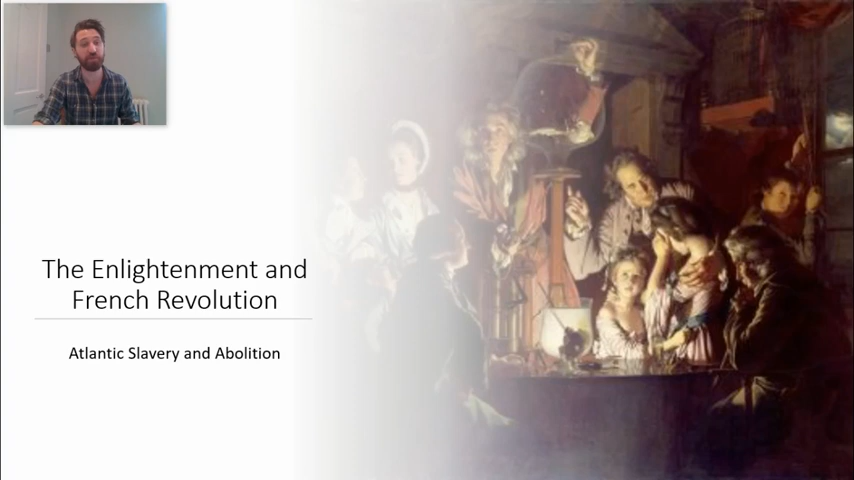 The Enlightenment and
French Revolution
Atlantic Slavery and Abolition